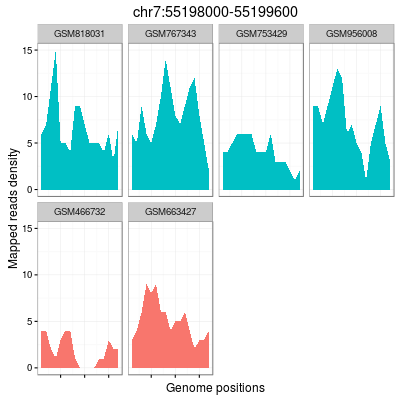 chr7:55198000-55199600
GSM818031 GSM767343 GSM753429 GSM956008
15
10
5
0
Mapped reads density
GSM466732 GSM663427
15
10
5
0
Genome positions